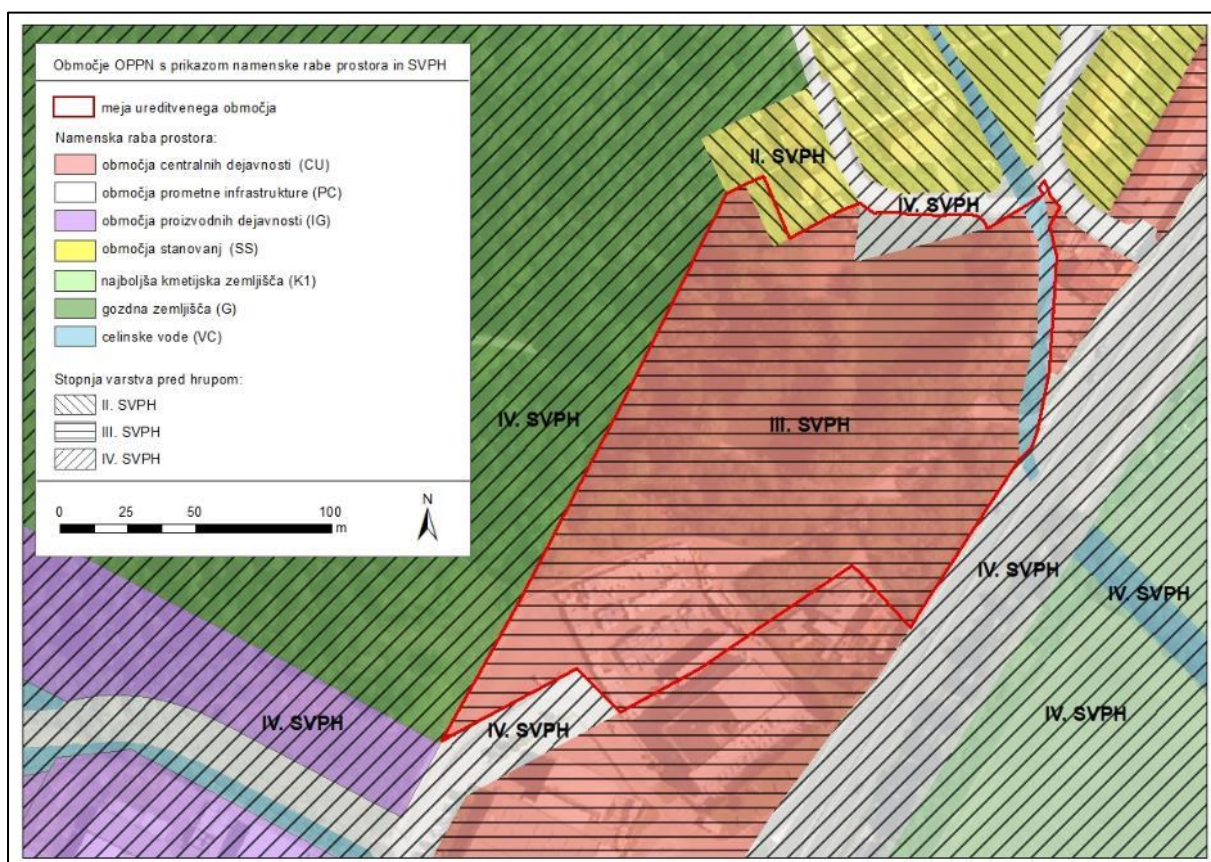 Območje OPPN s prikazom namenske rabe prostora in SVPH
meja ureditvenega območja
Namenska raba prostora:
območja centralnih dejavnosti (CU)
območja prometne infrastrukture (PC)
območja proizvodnih dejavnosti (IG)
območja stanovanj (SS)
najboljša kmetijska zemljišča (K1)
gozdna zemljišča (G)
celinske vode (VC)
Stopnja varstva pred hrupom:
II. SVPH
III. SVPH
IV. SVPH
0 25 50 100
m
N
II. SVPH
IV. SVPH
IV. SVPH
III. SVPH
IV. SVPH
IV. SVPH
IV. SVPH
IV. SVPH
IV. SVPH